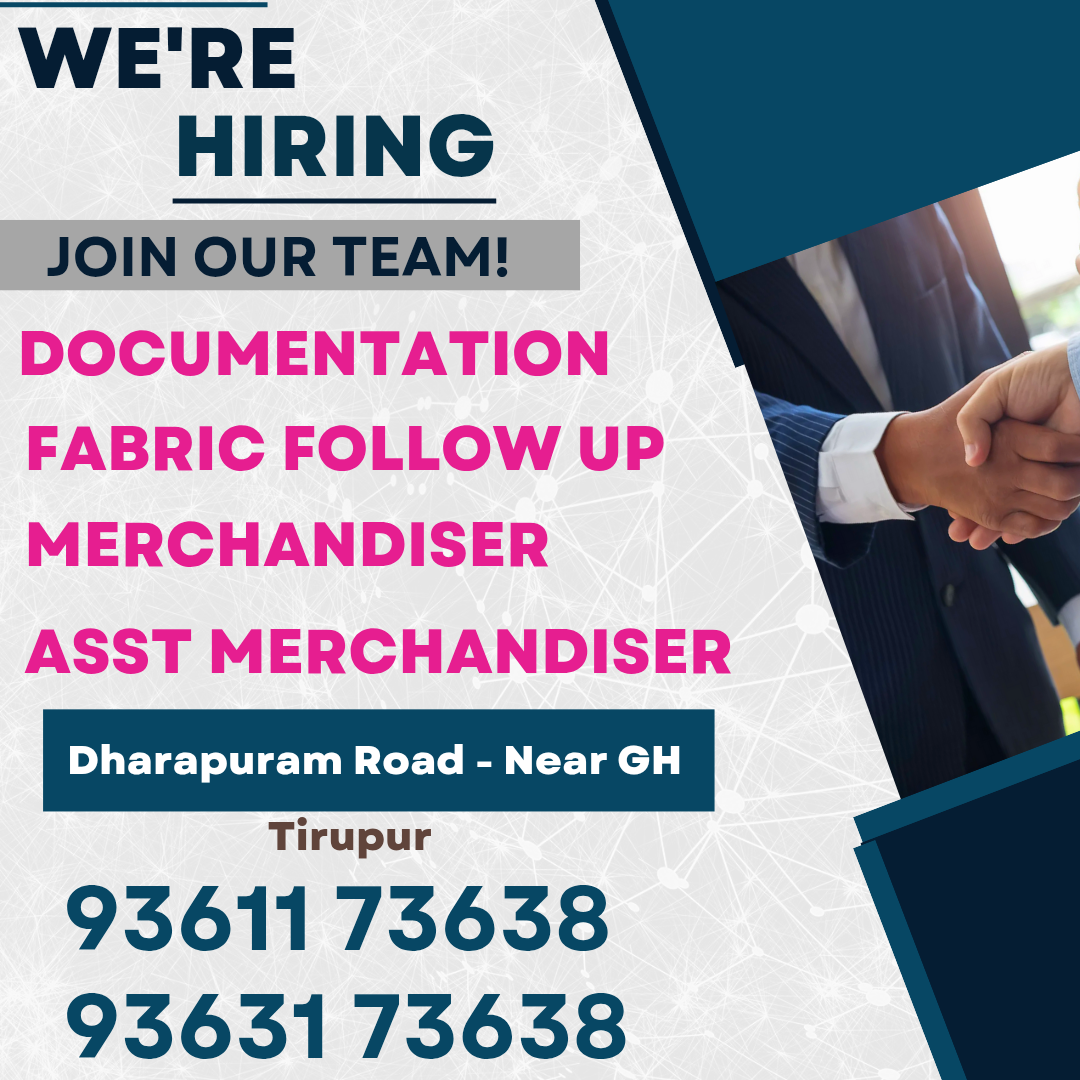 WE'RE
HIRING
JOIN OUR TEAM!
DOCUMENTATION
FABRIC FOLLOW UP
MERCHANDISER
ASST MERCHANDISER
Dharapuram Road - Near GH
Tirupur
93611 73638
93631 73638